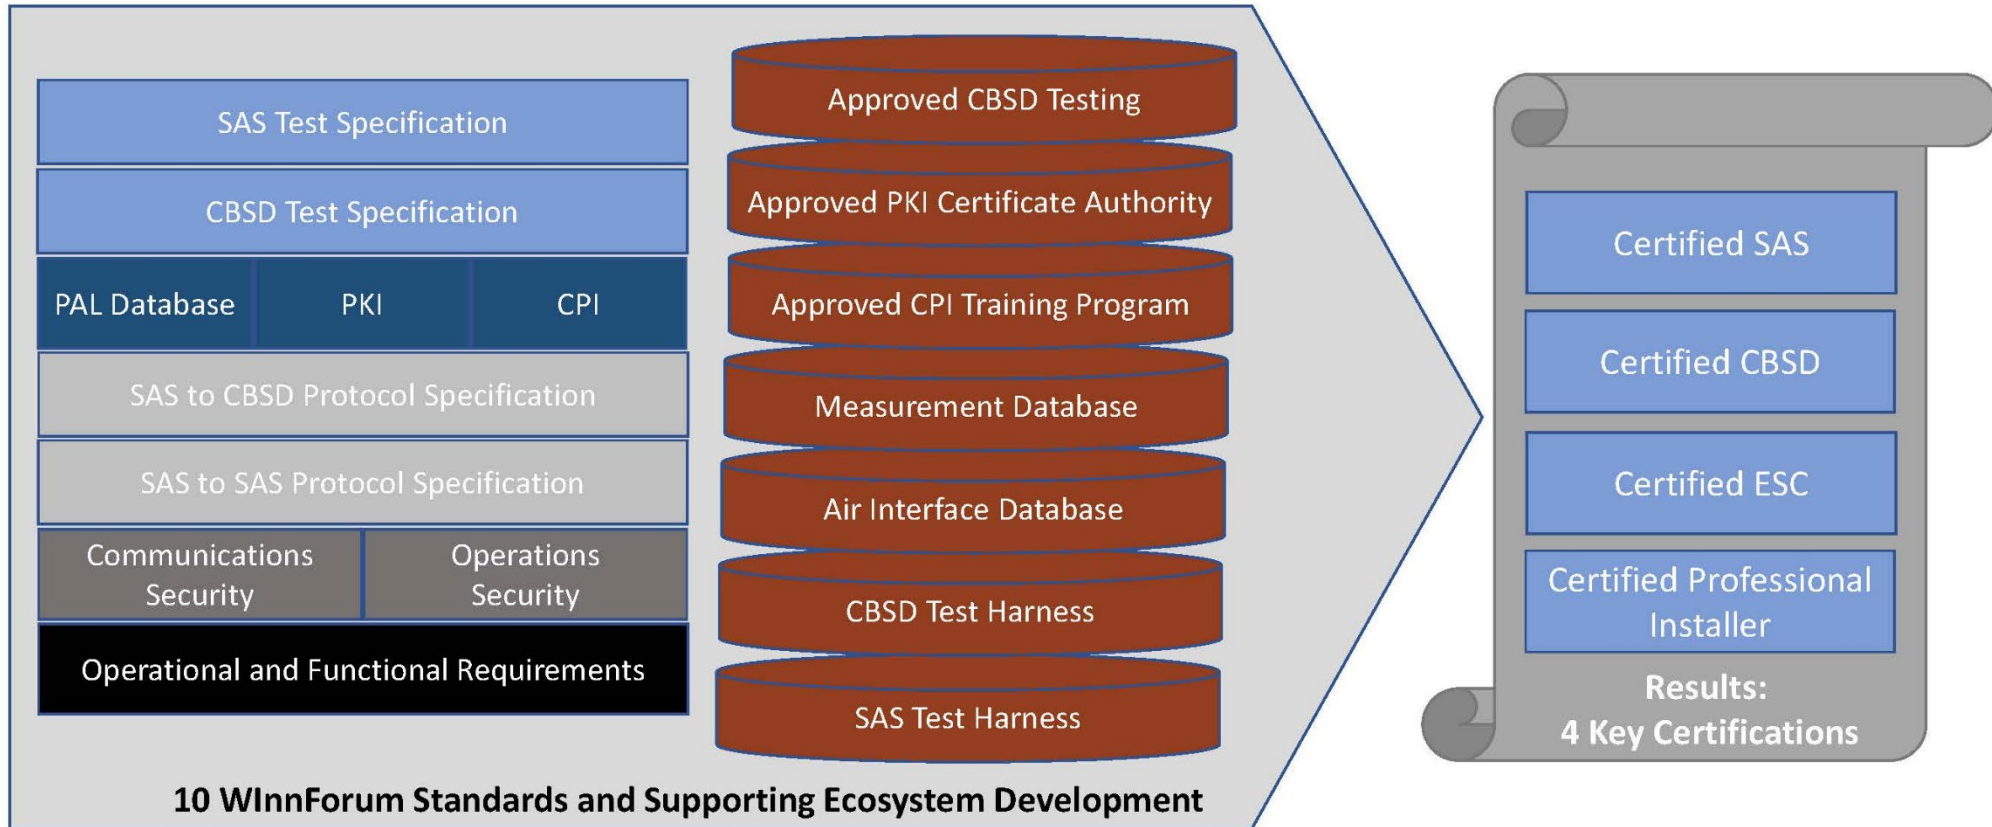 SAS Test Specification
CBSD Test Specification
PAL Database
PKI
CPI
SAS to CBSD Protocol Specification
SAS to SAS Protocol Specification
Communications
Security
Operations
Security
Operational and Functional Requirements
Approved CBSD Testing
Approved PKI Certificate Authority
Approved CPI Training Program
Measurement Database
Air Interface Database
CBSD Test Harness
SAS Test Harness
10 WInnForum Standards and Supporting Ecosystem Development
Certified SAS
Certified CBSD
Certified ESC
Certified Professional
Installer
Results:
4 Key Certifications